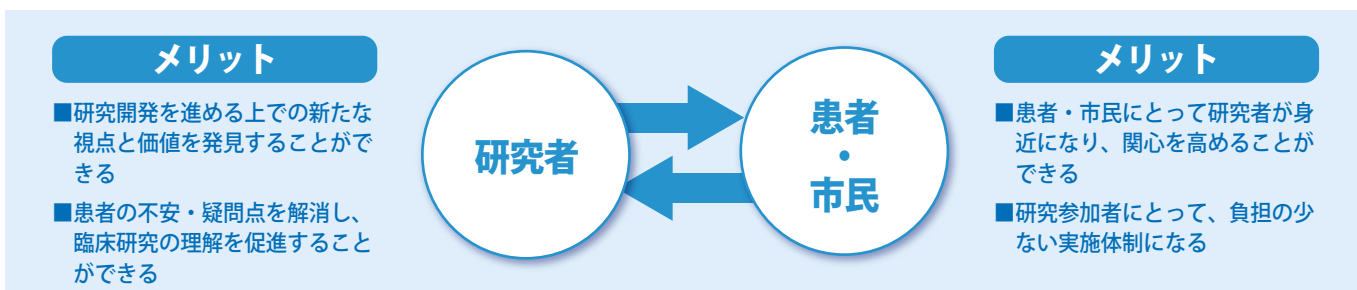 メリット
■研究開発を進める上での新たな
視点と価値を発見することがで
きる
■患者の不安・疑問点を解消し、
臨床研究の理解を促進すること
ができる
研究者
患者
・
市民
メリット
■患者・市民にとって研究者が身
近になり、関心を高めることが
できる
■研究参加者にとって、負担の少
ない実施体制になる